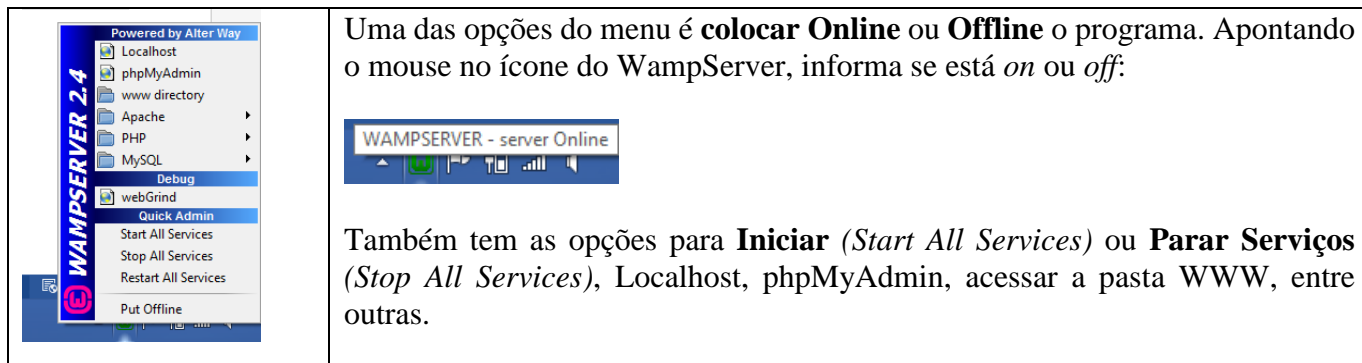 Powered by Alter Way
Localhost
phpMyAdmin
www directory
Apache
PHP
MySQL
Debug
webGrind
Quick Admin
Start All Services
Stop All Services
Restart All Services
Put Offline
WAMPSERVER 2.4
Uma das opções do menu é colocar Online ou Offline o programa. Apontando
o mouse no ícone do WampServer, informa se está on ou off:
WAMPSERVER - server Online
Também tem as opções para Iniciar (Start All Services) ou Parar Serviços
(Stop All Services), Localhost, phpMyAdmin, acessar a pasta WWW, entre
outras.